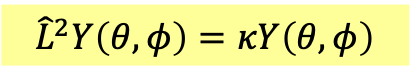 L̂²Y(θ, ϕ) = κY(θ, ϕ)